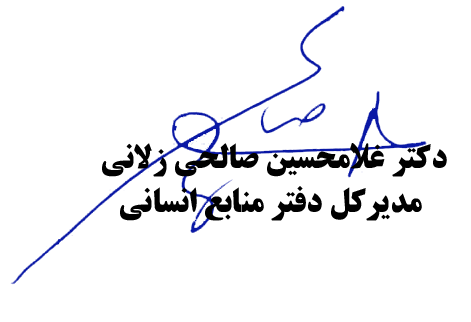 دکتر غلامحسین صالحی زلانی
مدیرکل دفتر منابع انسانی